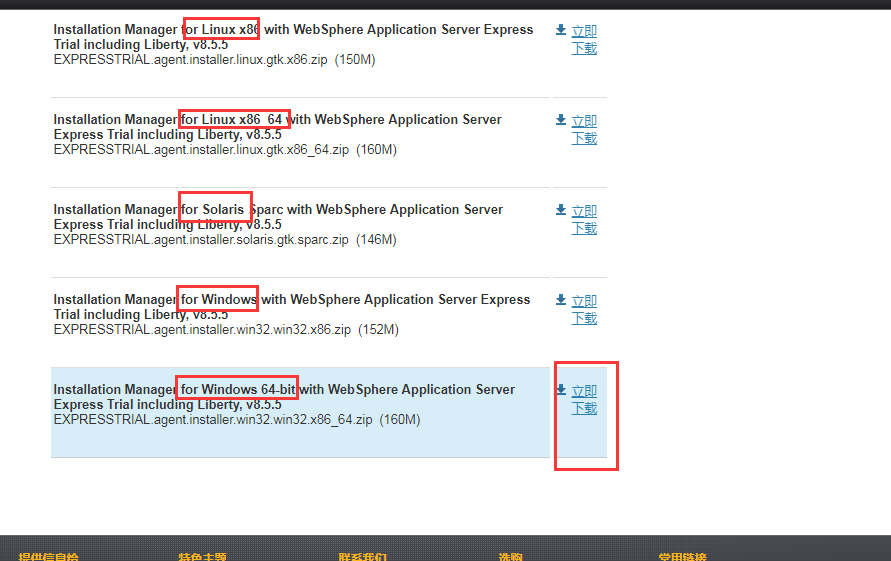 Installation Manager for Linux x86 with WebSphere Application Server Express
Trial including Liberty, v8.5.5
EXPRESSTRIAL.agent.installer.linux.gtk.x86.zip (150M)
立即
下载
Installation Manager for Linux x86_64 with WebSphere Application Server
Express Trial including Liberty, v8.5.5
EXPRESSTRIAL.agent.installer.linux.gtk.x86_64.zip (160M)
立即
下载
Installation Manager for Solaris Sparc with WebSphere Application Server
Express Trial including Liberty, v8.5.5
EXPRESSTRIAL.agent.installer.solaris.gtk.sparc.zip (146M)
立即
下载
Installation Manager for Windows with WebSphere Application Server Express
Trial including Liberty, v8.5.5
EXPRESSTRIAL.agent.installer.win32.win32.x86.zip (152M)
立即
下载
Installation Manager for Windows 64-bit with WebSphere Application Server
Express Trial including Liberty, v8.5.5
EXPRESSTRIAL.agent.installer.win32.win32.x86_64.zip (160M)
立即
下载
提供信息给 特色主题 联系我们 选购 常用链接